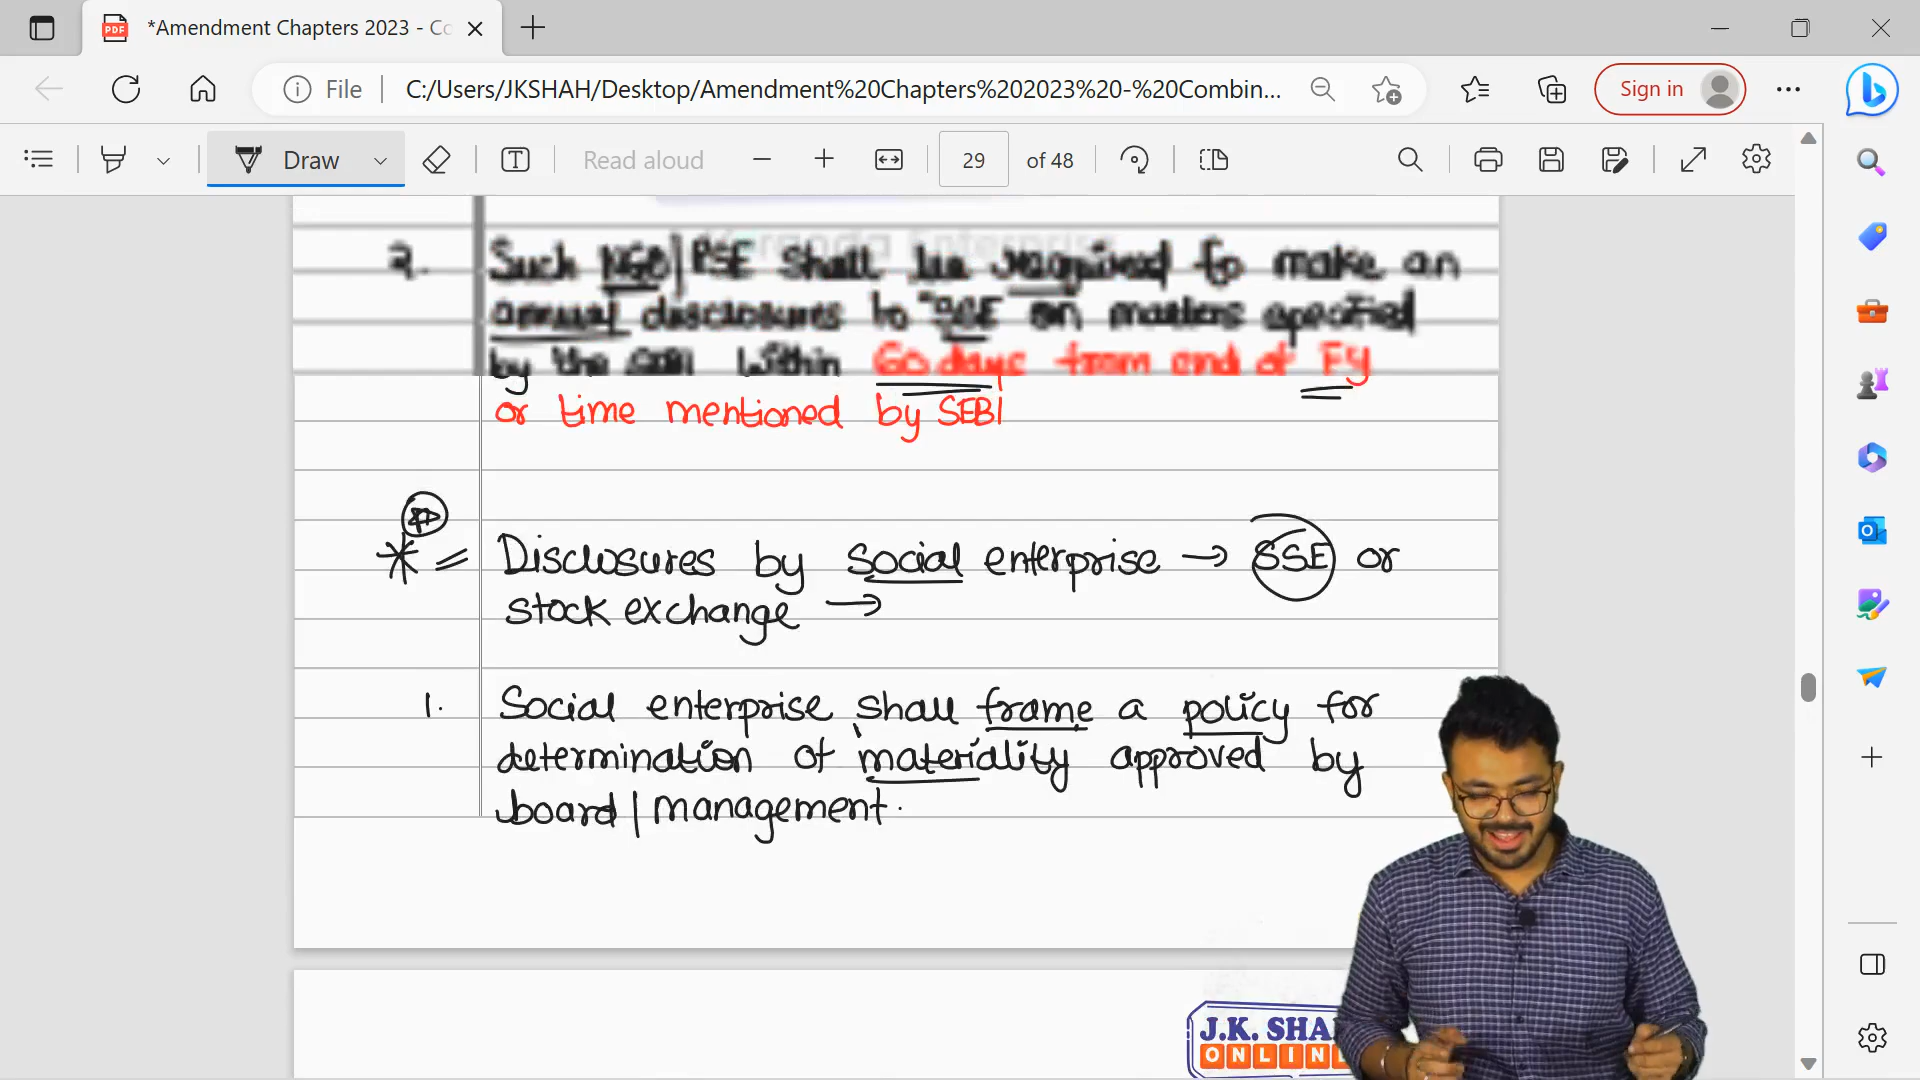 *Amendment Chapters 2023 - Co
File
C:/Users/JKSHAH/Desktop/Amendment%20Chapters%202023%20-%20Combin...
Sign in
Draw
Read aloud
29 of 48
2. Such NGO | PSE shall be required to make an
annual disclosures to SSE on matters specified
by the SEBI within 60 days from end of FY
or time mentioned by SEBI
* = Disclosures by social enterprise → SSE or
stock exchange →
1. Social enterprise shall frame a policy for
determination of materiality approved by
board | management.
J.K. SHA
ONLINE